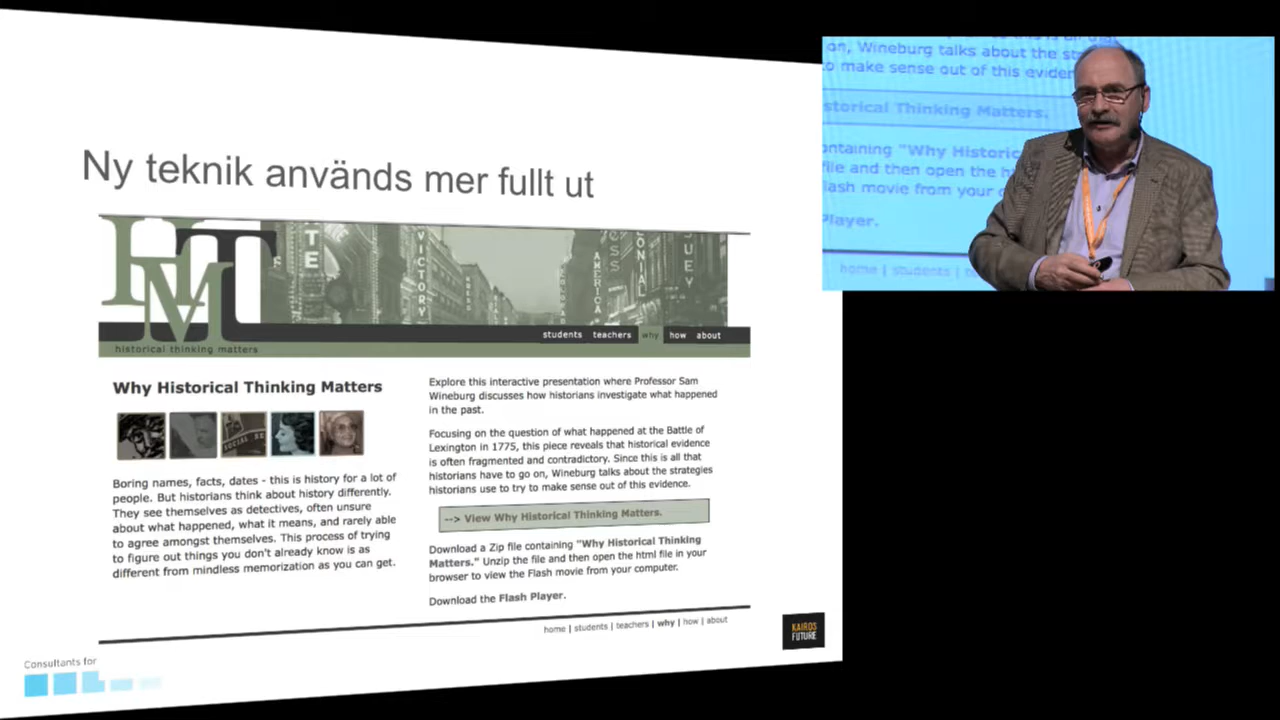 Ny teknik används mer fullt ut
HMT
TE
VICTORY
AMERICA
historical thinking matters
students teachers why how about
Why Historical Thinking Matters
Boring names, facts, dates - this is history for a lot of
people. But historians think about history differently.
They see themselves as detectives, often unsure
about what happened, what it means, and rarely able
to agree amongst themselves. This process of trying
to figure out things you don't already know is as
different from mindless memorization as you can get.
Explore this interactive presentation where Professor Sam
Wineburg discusses how historians investigate what happened
in the past.
Focusing on the question of what happened at the Battle of
Lexington in 1775, this piece reveals that historical evidence
is often fragmented and contradictory. Since this is all that
historians have to go on, Wineburg talks about the strategies
historians use to try to make sense out of this evidence.
--> View Why Historical Thinking Matters.
Download a Zip file containing "Why Historical Thinking
Matters." Unzip the file and then open the html file in your
browser to view the Flash movie from your computer.
Download the Flash Player.
home | students | teachers | why | how | about
Consultants for
KAIROS
FUTURE
on, Wineburg talks about the st
o make sense out of this eviden
storical Thinking Matters.
ontaining "Why Historic
file and then open the h
lash movie from your c
Player.
home | students | t